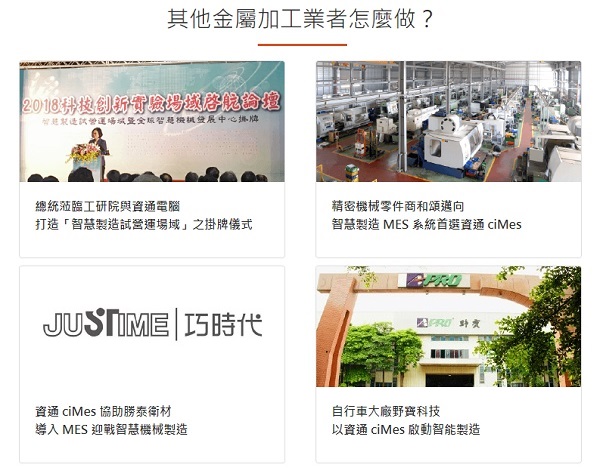 其他金屬加工業者怎麼做？
2018科技創新實驗場域啓航論壇
智慧製造試營運場域暨全球智慧機械發展中心掛牌
總統蒞臨工研院與資通電腦
打造「智慧製造試營運場域」之掛牌儀式
精密機械零件商和頌邁向
智慧製造 MES 系統首選資通 ciMes
JUSTIME|巧時代
資通 ciMes 協助勝泰衛材
導入 MES 迎戰智慧機械製造
PRO
APRO 野寶
自行車大廠野寶科技
以資通 ciMes 啟動智能製造